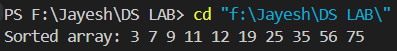 PS F:\Jayesh\DS LAB> cd "f:\Jayesh\DS LAB\"
Sorted array: 3 7 9 11 12 19 25 35 56 75